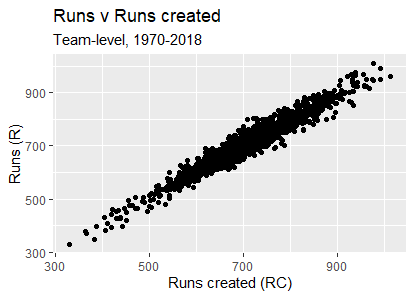 Runs v Runs created
Team-level, 1970-2018
Runs (R)
900
700
500
300
300 500 700 900
Runs created (RC)